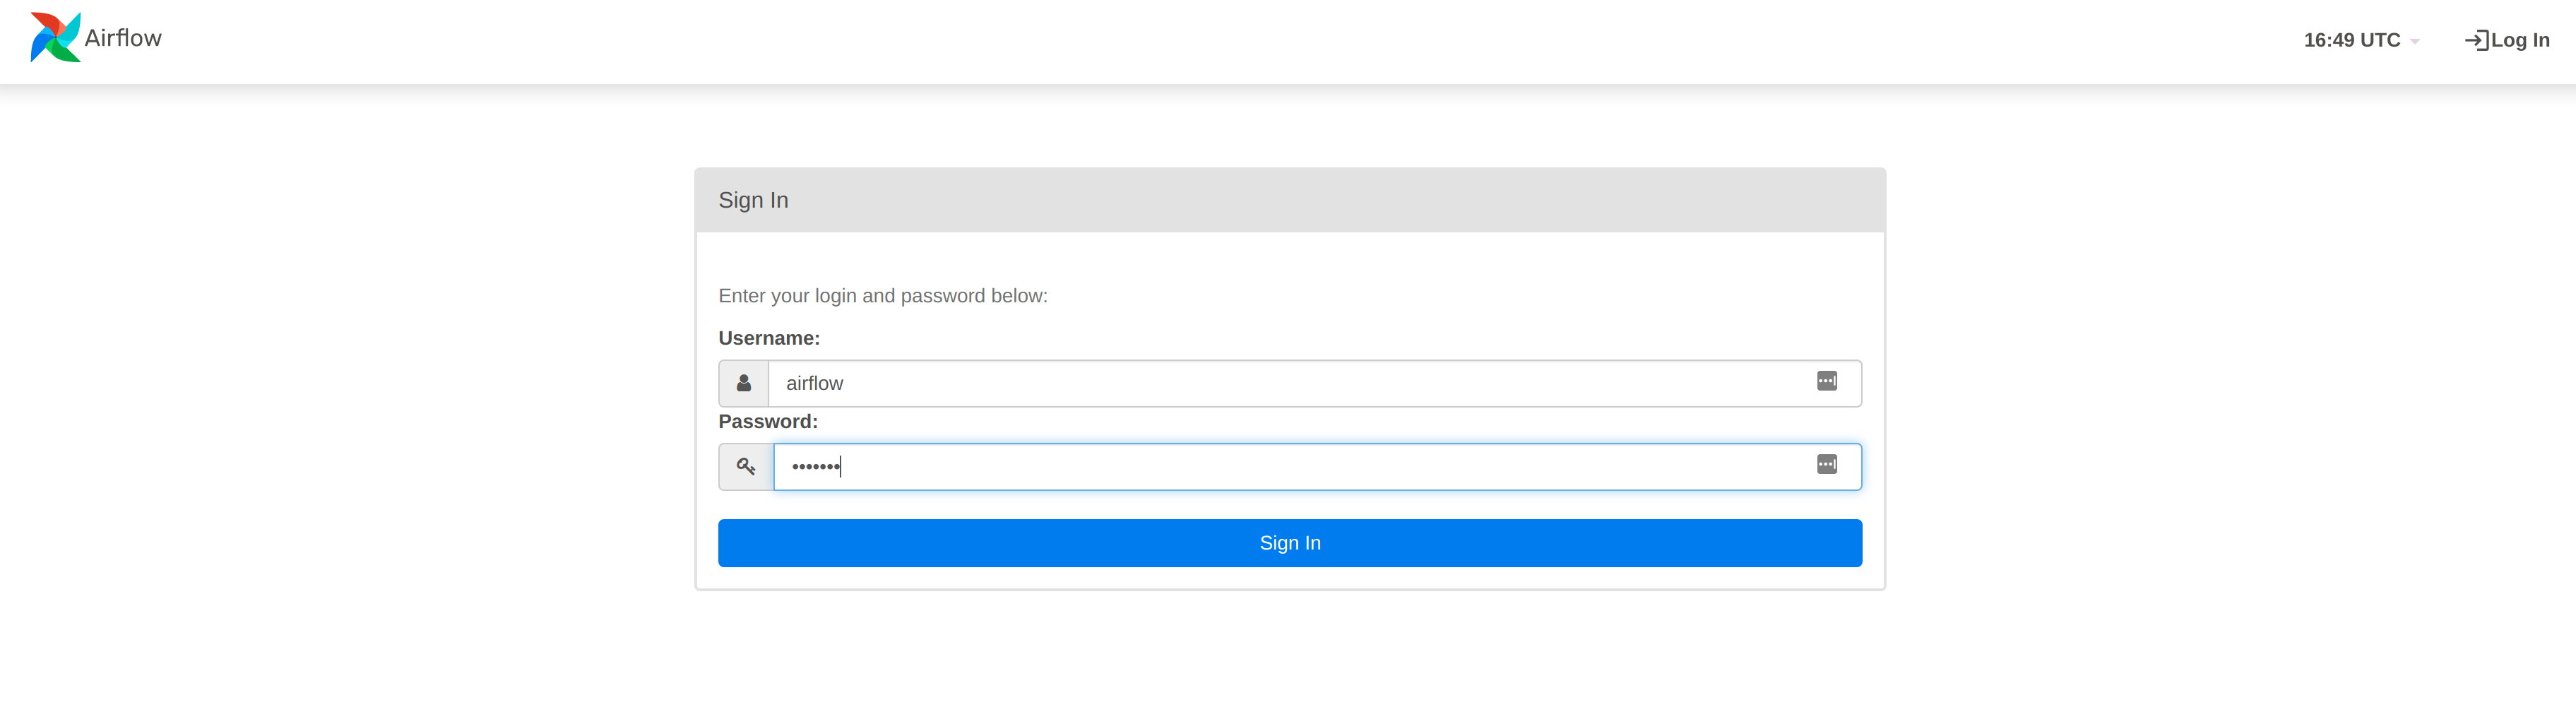 Airflow
16:49 UTC
Log In
Sign In
Enter your login and password below:
Username:
airflow
Password:
•••••••
Sign In